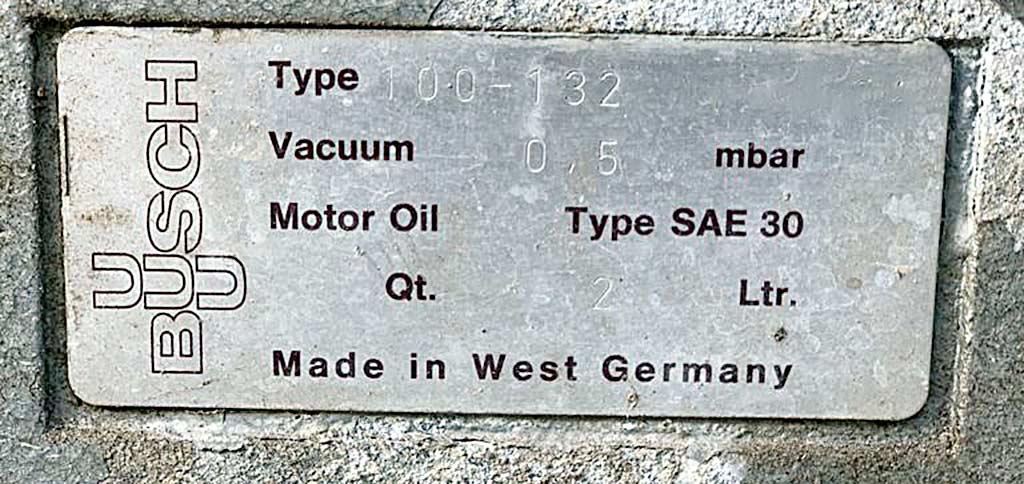 BUSCH
U U
Type 100-132
Vacuum 0,5 mbar
Motor Oil Type SAE 30
Qt. 2 Ltr.
Made in West Germany